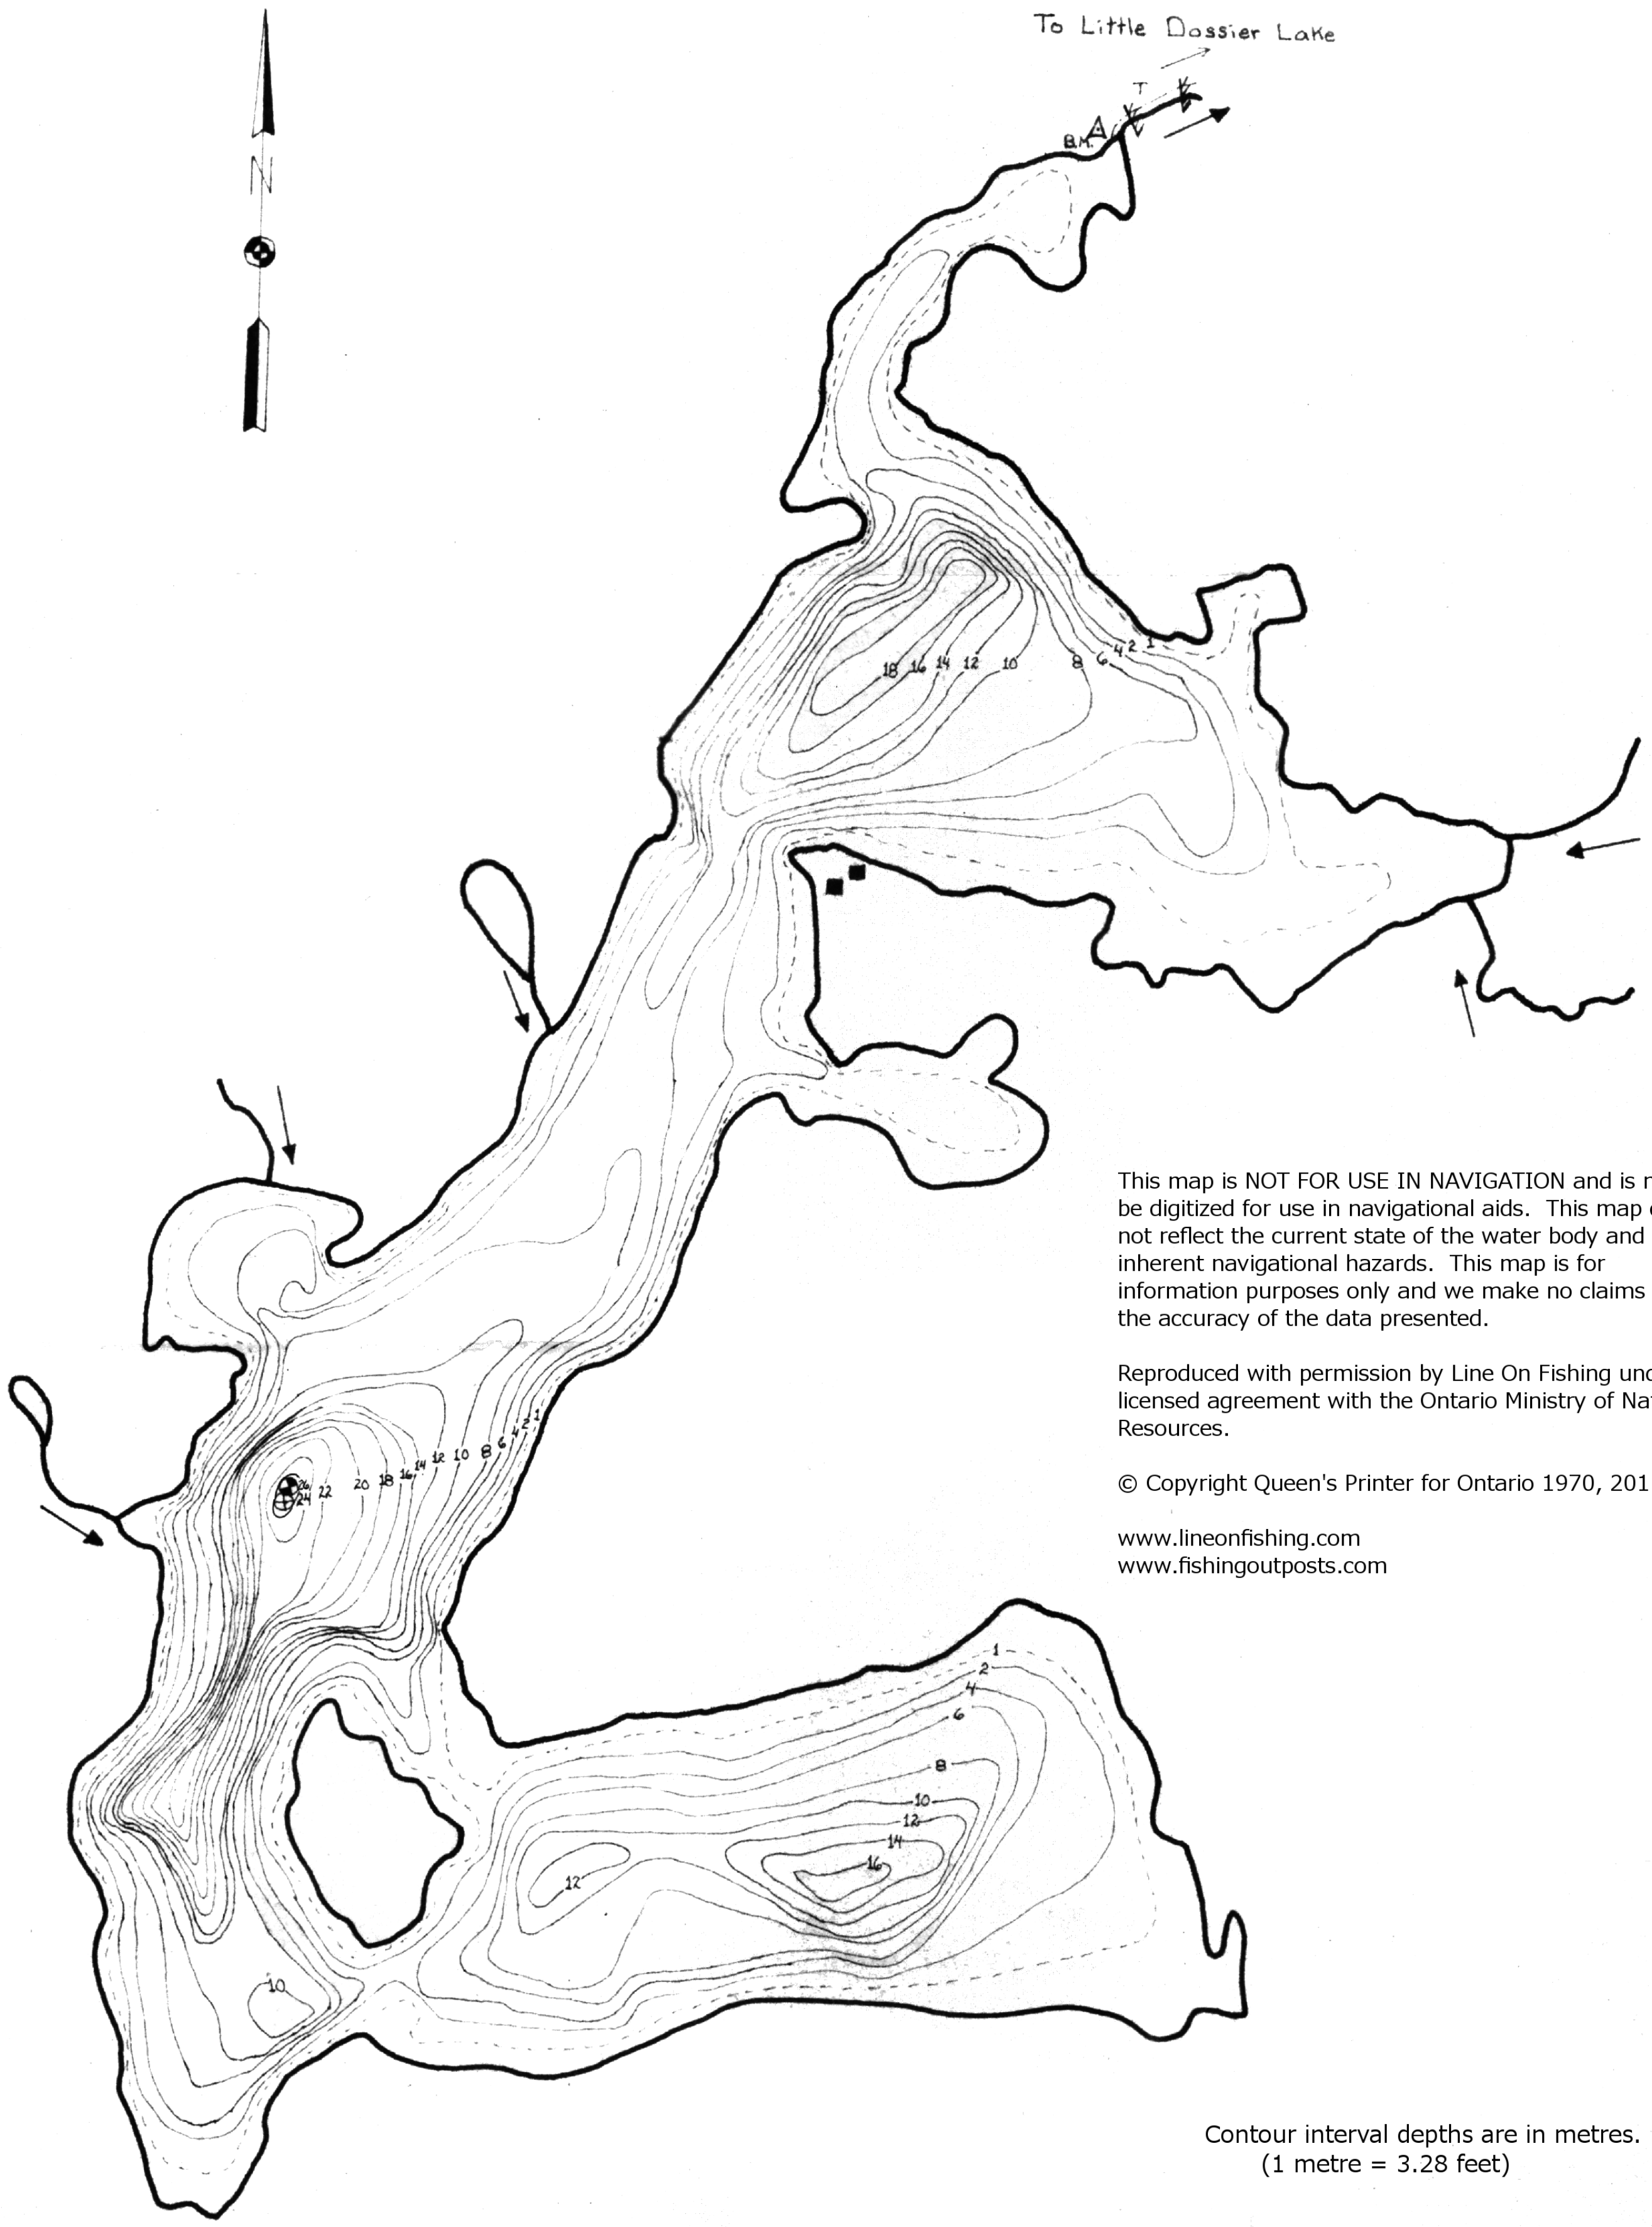 To Little Dossier Lake
T
B.M.
N
18 16 14 12 10 8 6 4 2 1
This map is NOT FOR USE IN NAVIGATION and is
be digitized for use in navigational aids. This map
not reflect the current state of the water body and
inherent navigational hazards. This map is for
information purposes only and we make no claims
the accuracy of the data presented.
Reproduced with permission by Line On Fishing
licensed agreement with the Ontario Ministry of
Resources.
© Copyright Queen's Printer for Ontario 1970, 201
www.lineonfishing.com
www.fishingoutposts.com
26 24 22 20 18 16 14 12 10 8 6 4 2 1
1
2
4
6
8
10
12
14
16
12
10
Contour interval depths are in metres.
(1 metre = 3.28 feet)